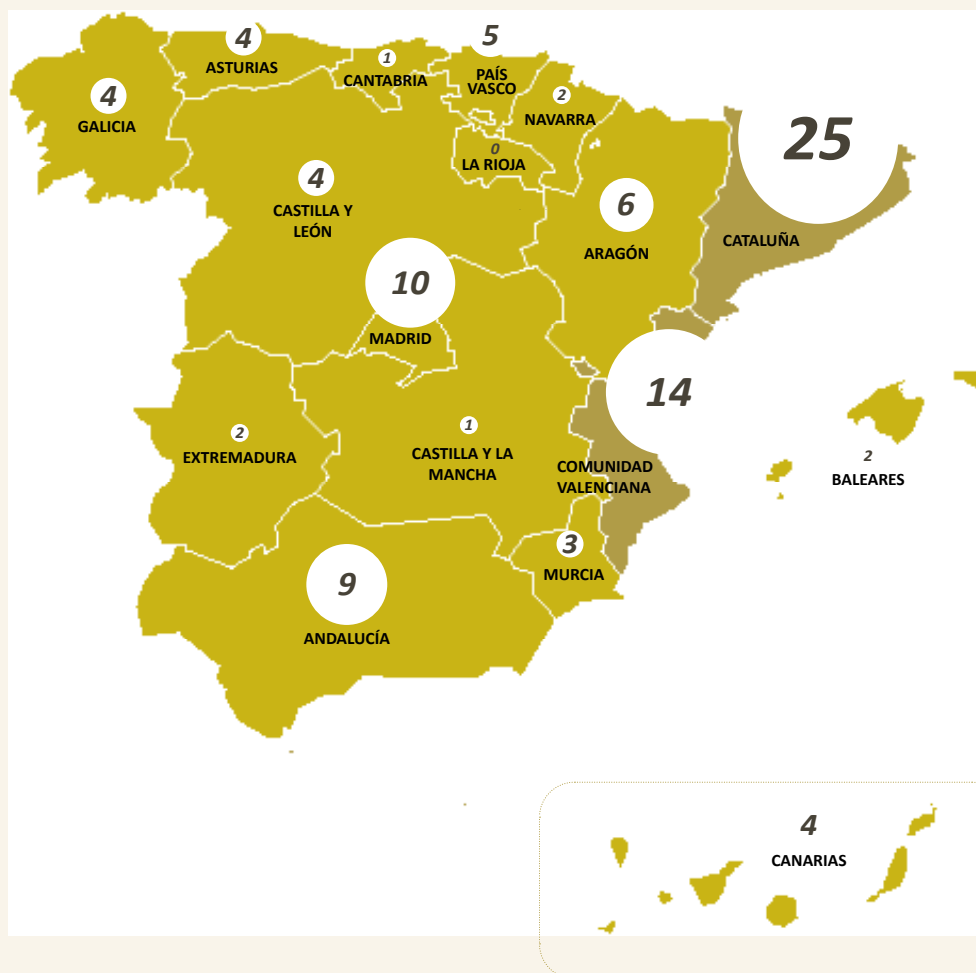 5
4
ASTURIAS
1
CANTABRIA
PAÍS
VASCO
4
GALICIA
2
NAVARRA
25
0
LA RIOJA
4
CASTILLA Y
LEÓN
6
ARAGÓN
CATALUÑA
10
MADRID
14
2
EXTREMADURA
1
CASTILLA Y LA
MANCHA
COMUNIDAD
VALENCIANA
2
BALEARES
3
MURCIA
9
ANDALUCÍA
4
CANARIAS